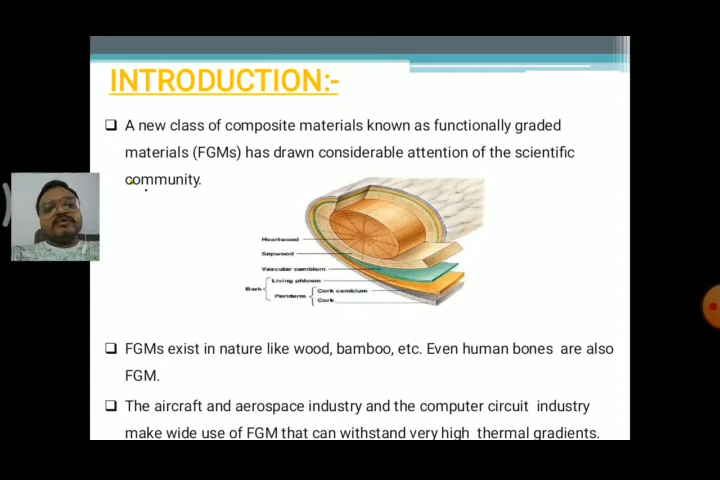 INTRODUCTION:-
A new class of composite materials known as functionally graded
materials (FGMs) has drawn considerable attention of the scientific
community.
Heartwood
Sapwood
Vascular cambium
Living phloem
Bark
Cork cambium
Periderm
Cork
FGMs exist in nature like wood, bamboo, etc. Even human bones are also
FGM.
The aircraft and aerospace industry and the computer circuit industry
make wide use of FGM that can withstand very high thermal gradients.